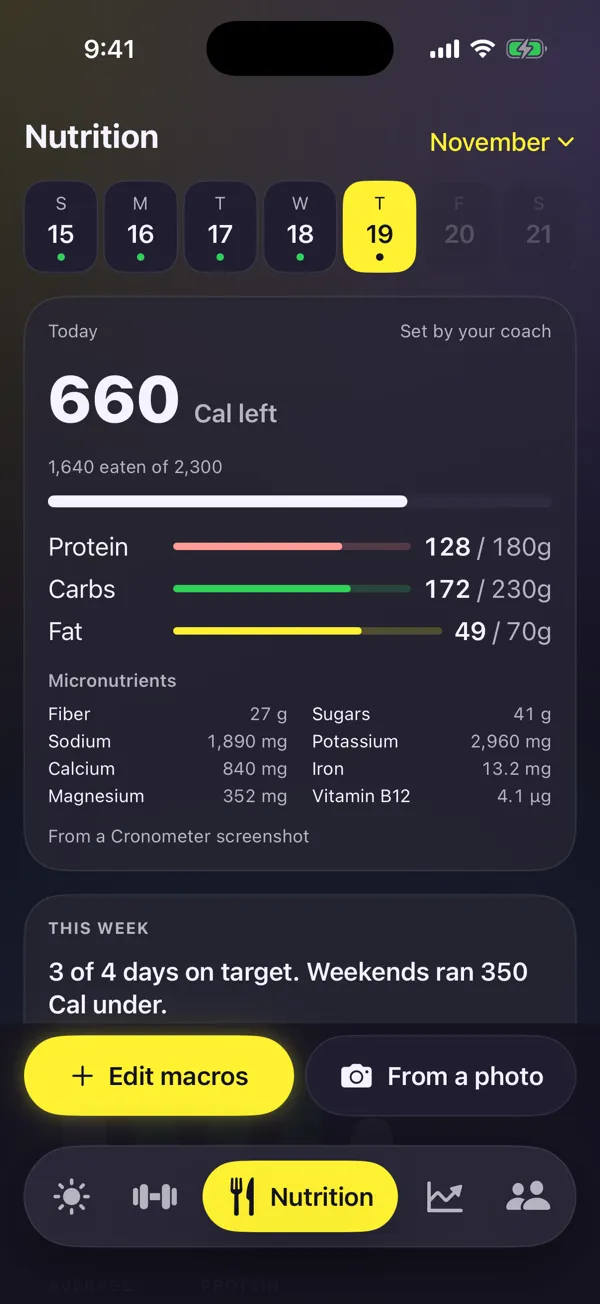 9:41
Nutrition
November
S M T W T F S
15 16 17 18 19 20 21
Today Set by your coach
660 Cal left
1,640 eaten of 2,300
Protein 128 / 180g
Carbs 172 / 230g
Fat 49 / 70g
Micronutrients
Fiber 27 g Sugars 41 g
Sodium 1,890 mg Potassium 2,960 mg
Calcium 840 mg Iron 13.2 mg
Magnesium 352 mg Vitamin B12 4.1 µg
From a Cronometer screenshot
THIS WEEK
3 of 4 days on target. Weekends ran 350
Cal under.
+ Edit macros From a photo
Nutrition
AVERAGE PROTEIN